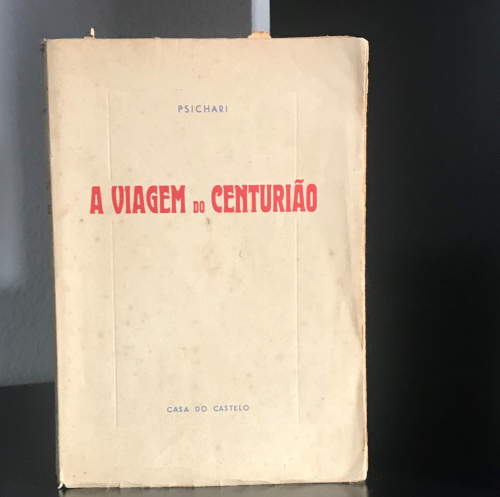 PSICHARI
A VIAGEM DO CENTURIÃO
CASA DO CASTELO